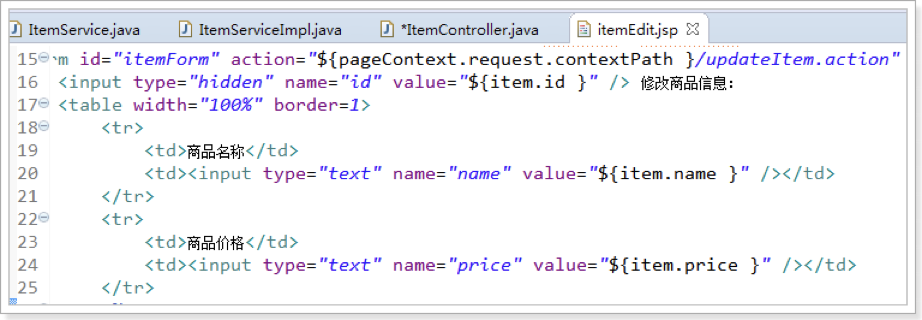 ItemService.java ItemServiceImpl.java *ItemController.java itemEdit.jsp
15 m id="itemForm" action="${pageContext.request.contextPath }/updateItem.action"
16 <input type="hidden" name="id" value="${item.id }" /> 修改商品信息:
17 <table width="100%" border=1>
18 <tr>
19 <td>商品名称</td>
20 <td><input type="text" name="name" value="${item.name }" /></td>
21 </tr>
22 <tr>
23 <td>商品价格</td>
24 <td><input type="text" name="price" value="${item.price }" /></td>
25 </tr>